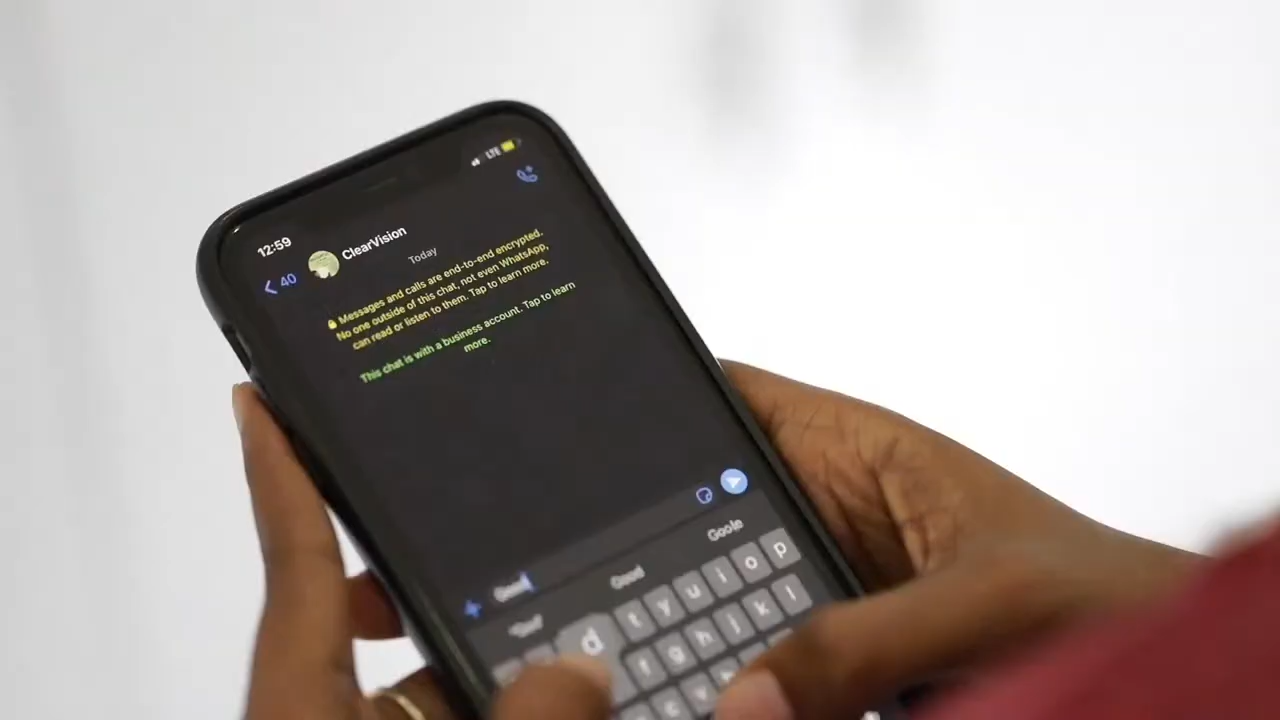 LTE
12:59
40
ClearVision
Today
Messages and calls are end-to-end encrypted.
No one outside of this chat, not even WhatsApp,
can read or listen to them. Tap to learn more.
This chat is with a business account. Tap to learn
more.
Good
Google
d t y u i o p
f g h j k l